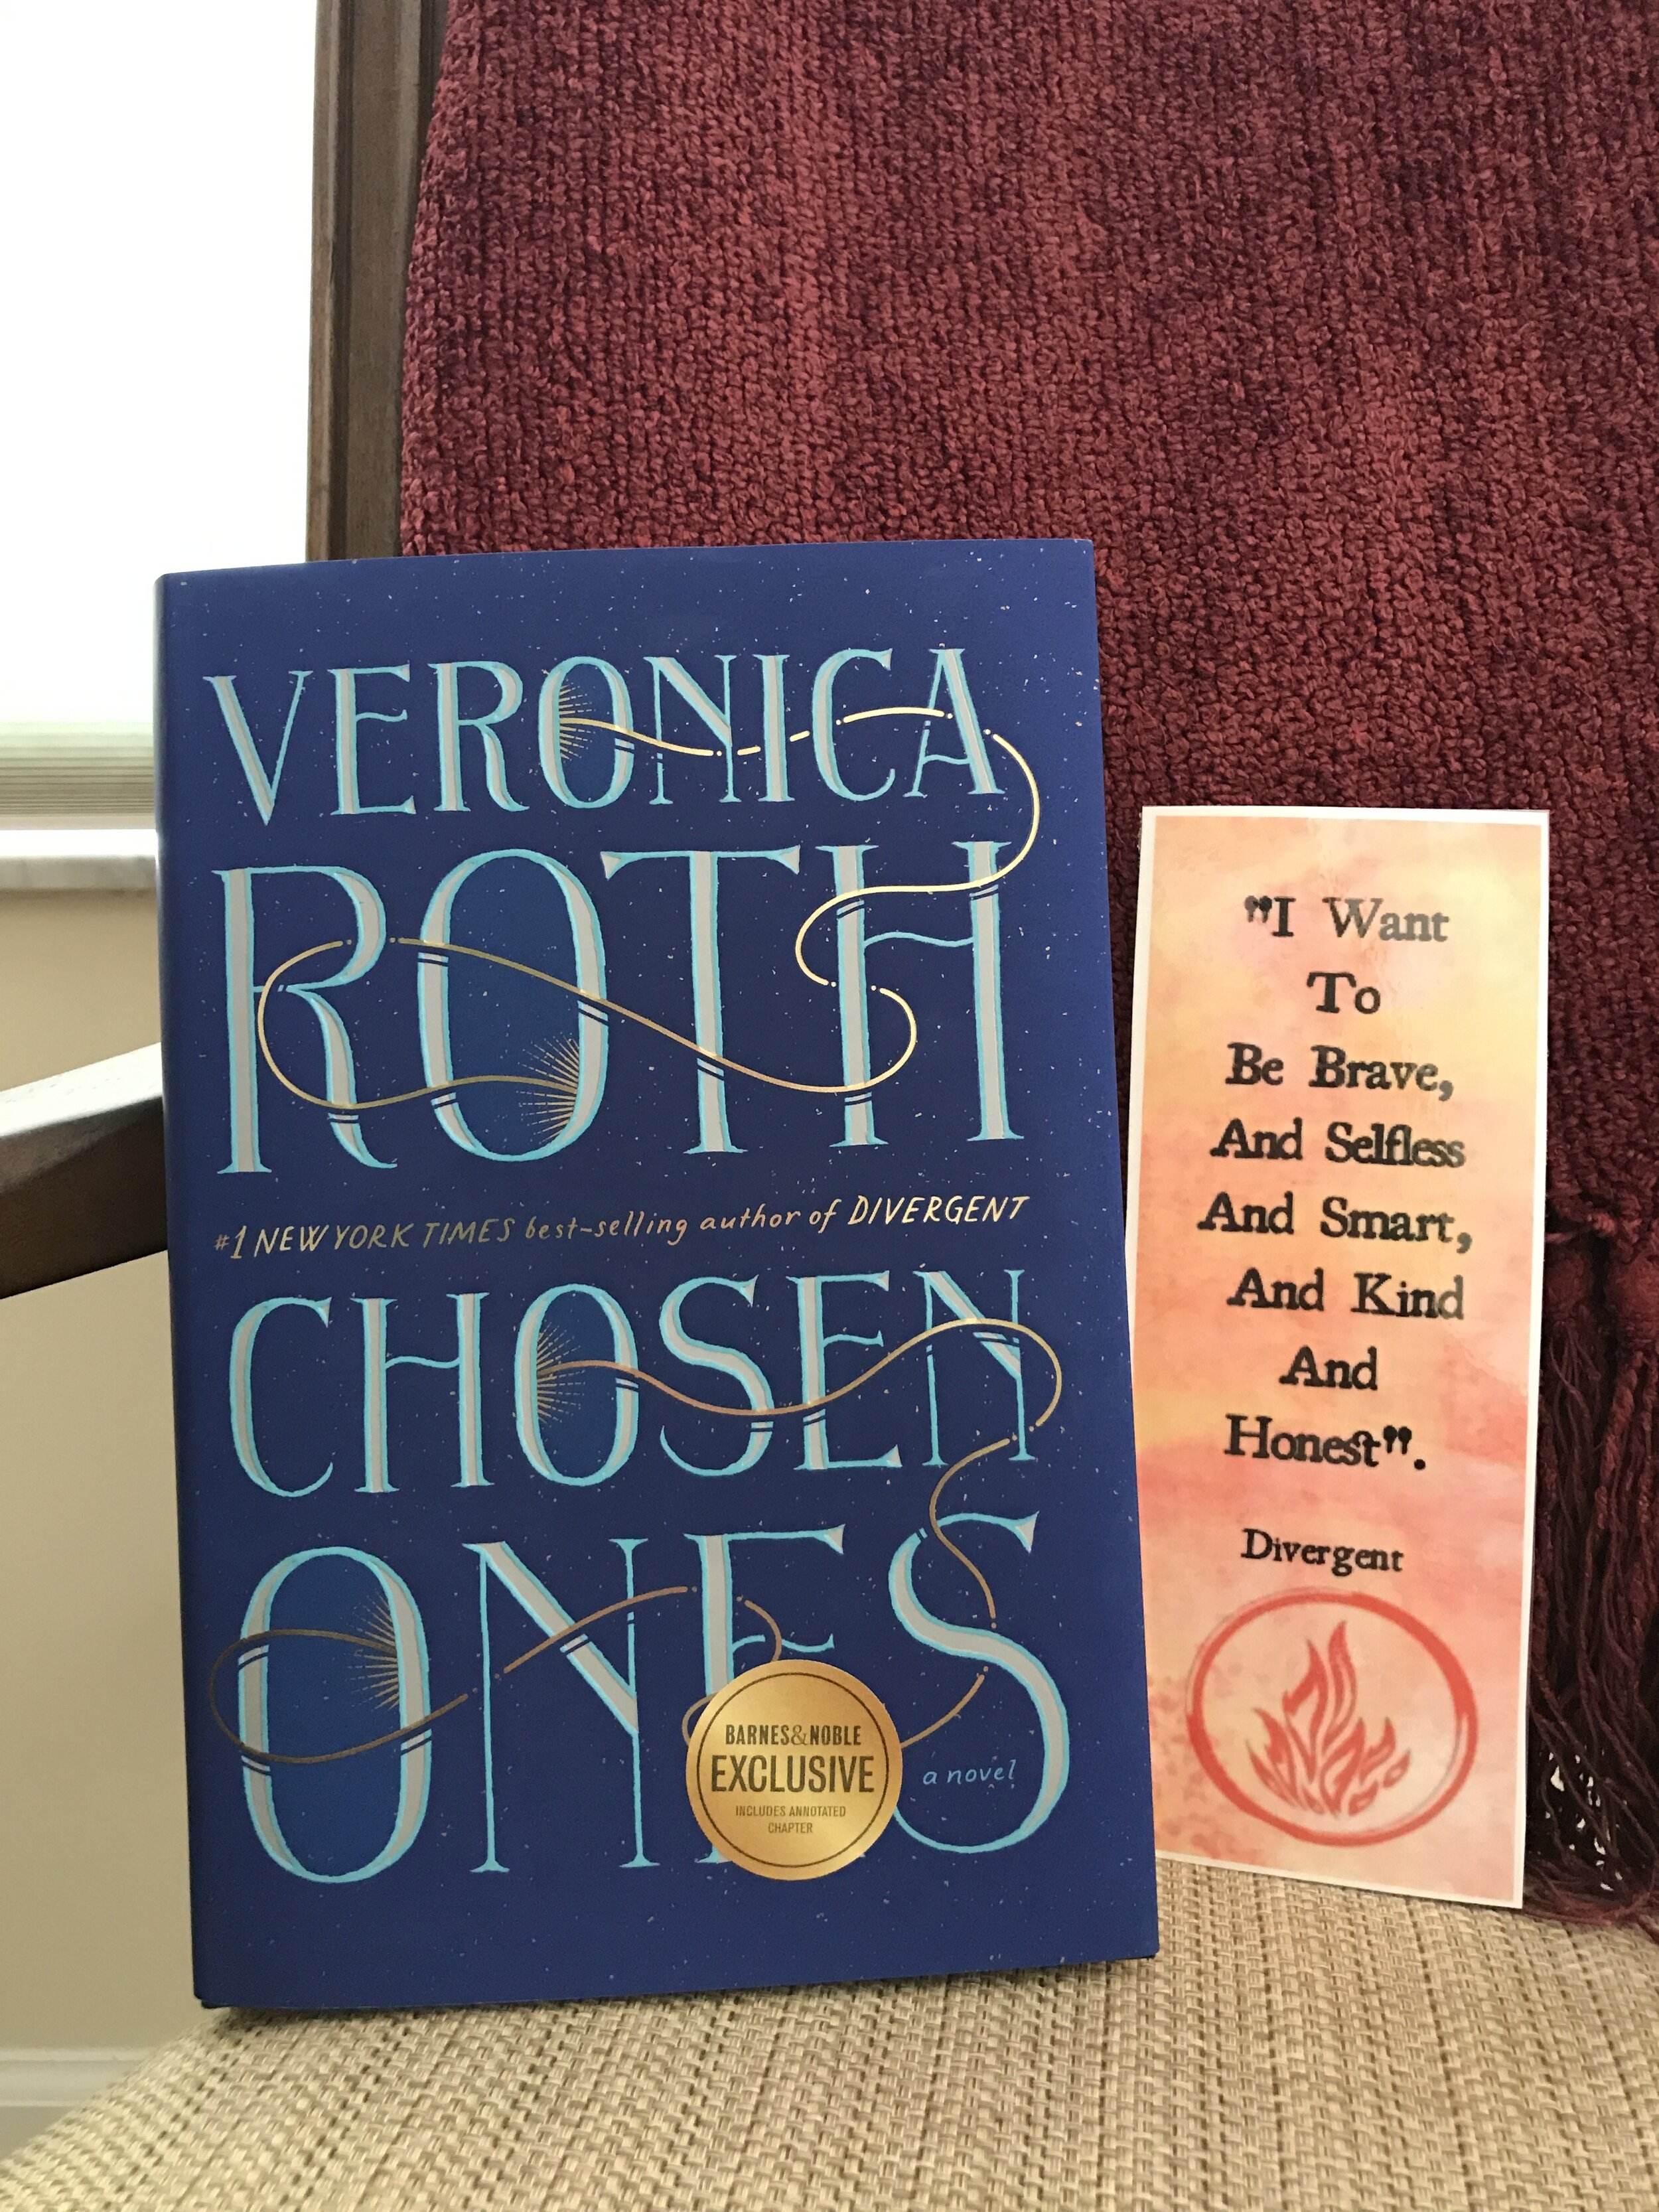 VERONICA
ROTH
#1 NEW YORK TIMES best-selling author of DIVERGENT
CHOSEN
ONES
a novel
BARNES&NOBLE
EXCLUSIVE
INCLUDES ANNOTATED
CHAPTER
"I Want
To
Be Brave,
And Selfless
And Smart,
And Kind
And
Honest".
Divergent